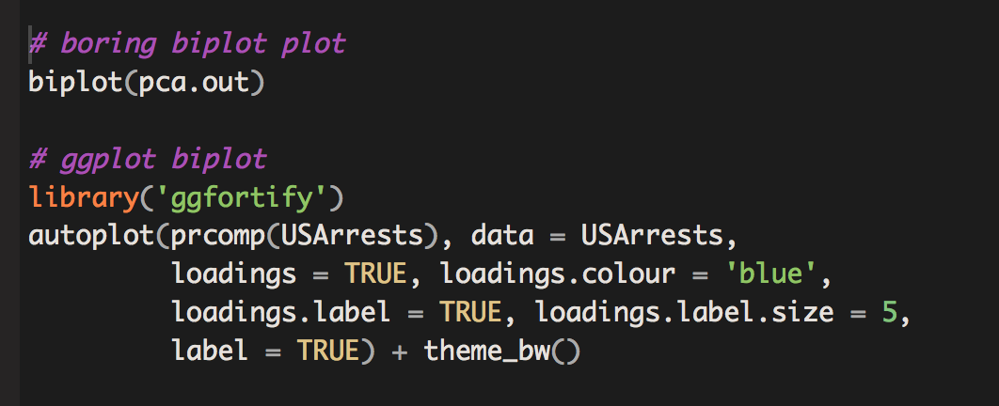 # boring biplot plot
biplot(pca.out)
# ggplot biplot
library('ggfortify')
autoplot(prcomp(USArrests), data = USArrests,
loadings = TRUE, loadings.colour = 'blue',
loadings.label = TRUE, loadings.label.size = 5,
label = TRUE) + theme_bw()